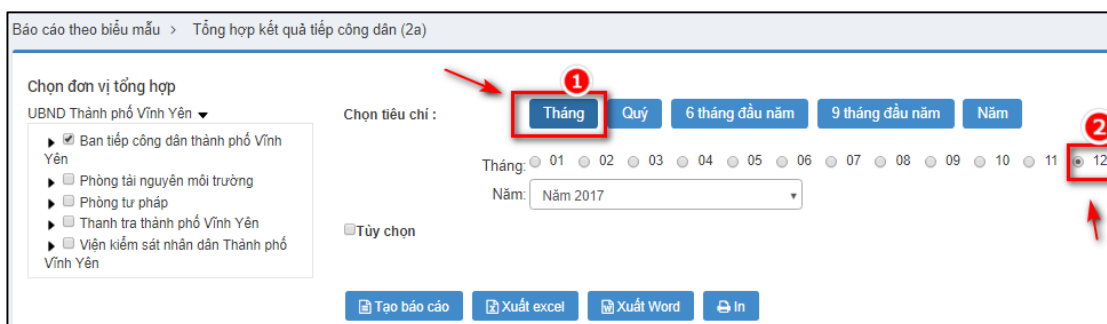 Báo cáo theo biểu mẫu > Tổng hợp kết quả tiếp công dân (2a)
Chọn đơn vị tổng hợp
UBND Thành phố Vĩnh Yên
Ban tiếp công dân thành phố Vĩnh
Yên
Phòng tài nguyên môi trường
Phòng tư pháp
Thanh tra thành phố Vĩnh Yên
Viện kiểm sát nhân dân Thành phố
Vĩnh Yên
1
Chọn tiêu chí : Tháng Quý 6 tháng đầu năm 9 tháng đầu năm Năm
2
Tháng: 01 02 03 04 05 06 07 08 09 10 11 12
Năm: Năm 2017
Tùy chọn
Tạo báo cáo Xuất excel Xuất Word In